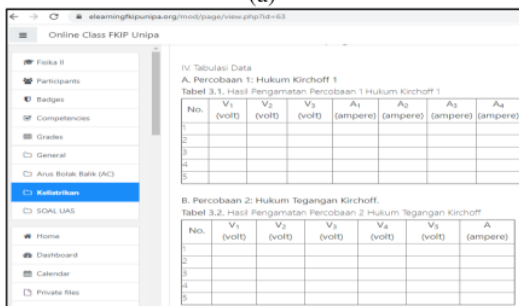 (a)
elearningfkipunipa.org/mod/page/view.php?id=63
Online Class FKIP Unipa
Fisika II
Participants
Badges
Competencies
Grades
General
Arus Bolak Balik (AC)
Kelistrikan
SOAL UAS
Home
Dashboard
Calendar
Private files
IV. Tabulasi Data
A. Percobaan 1: Hukum Kirchoff 1
Tabel 3.1. Hasil Pengamatan Percobaan 1 Hukum Kirchoff 1
No. V₁ V₂ V₃ A₁ A₂ A₃ A₄
(volt) (volt) (volt) (ampere) (ampere) (ampere) (ampere)
1
2
3
4
5
B. Percobaan 2: Hukum Tegangan Kirchoff.
Tabel 3.2. Hasil Pengamatan Percobaan 2 Hukum Tegangan Kirchoff
No. V₁ V₂ V₃ V₄ V₅ A
(volt) (volt) (volt) (volt) (volt) (ampere)
1
2
3
4
5